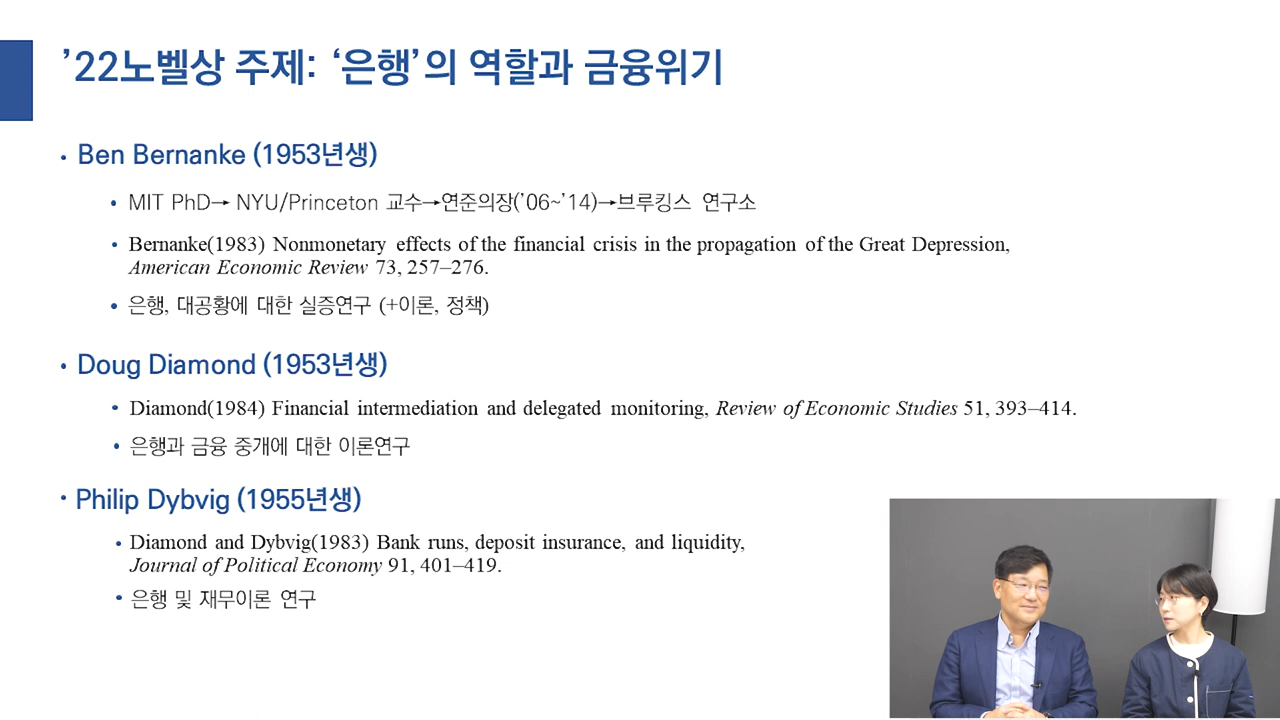 ’22노벨상 주제: ‘은행’의 역할과 금융위기
• Ben Bernanke (1953년생)
• MIT PhD→ NYU/Princeton 교수→연준의장(’06~’14)→브루킹스 연구소
• Bernanke(1983) Nonmonetary effects of the financial crisis in the propagation of the Great Depression,
American Economic Review 73, 257–276.
• 은행, 대공황에 대한 실증연구 (+이론, 정책)
• Doug Diamond (1953년생)
• Diamond(1984) Financial intermediation and delegated monitoring, Review of Economic Studies 51, 393–414.
• 은행과 금융 중개에 대한 이론연구
• Philip Dybvig (1955년생)
• Diamond and Dybvig(1983) Bank runs, deposit insurance, and liquidity,
Journal of Political Economy 91, 401–419.
• 은행 및 재무이론 연구